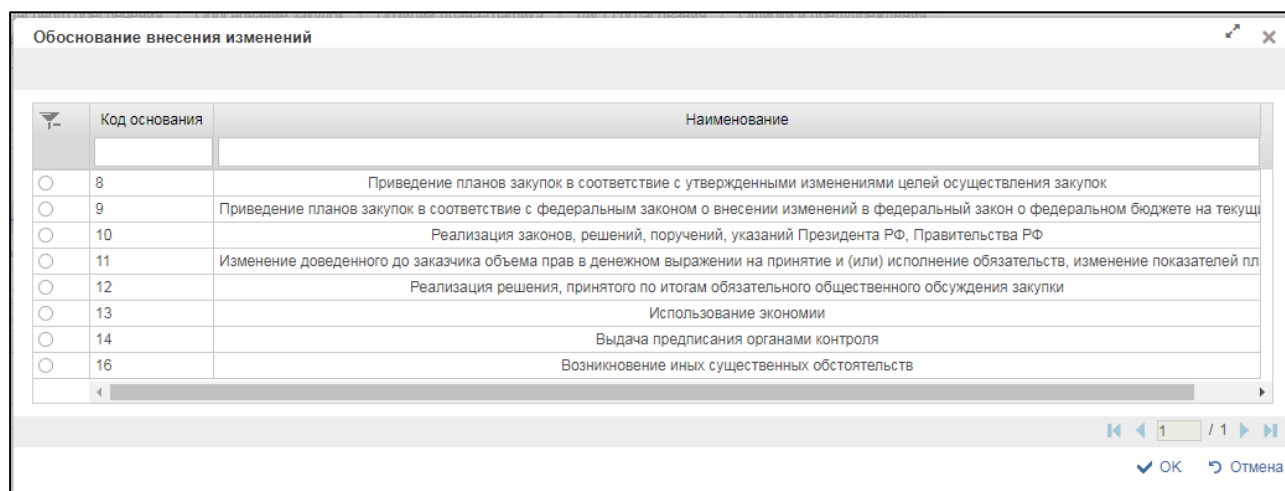 Обоснование внесения изменений
Код основания Наименование
8 Приведение планов закупок в соответствие с утвержденными изменениями целей осуществления закупок
9 Приведение планов закупок в соответствие с федеральным законом о внесении изменений в федеральный закон о федеральном бюджете на текущи
10 Реализация законов, решений, поручений, указаний Президента РФ, Правительства РФ
11 Изменение доведенного до заказчика объема прав в денежном выражении на принятие и (или) исполнение обязательств, изменение показателей пл
12 Реализация решения, принятого по итогам обязательного общественного обсуждения закупки
13 Использование экономии
14 Выдача предписания органами контроля
16 Возникновение иных существенных обстоятельств
1 / 1
ОК Отмена